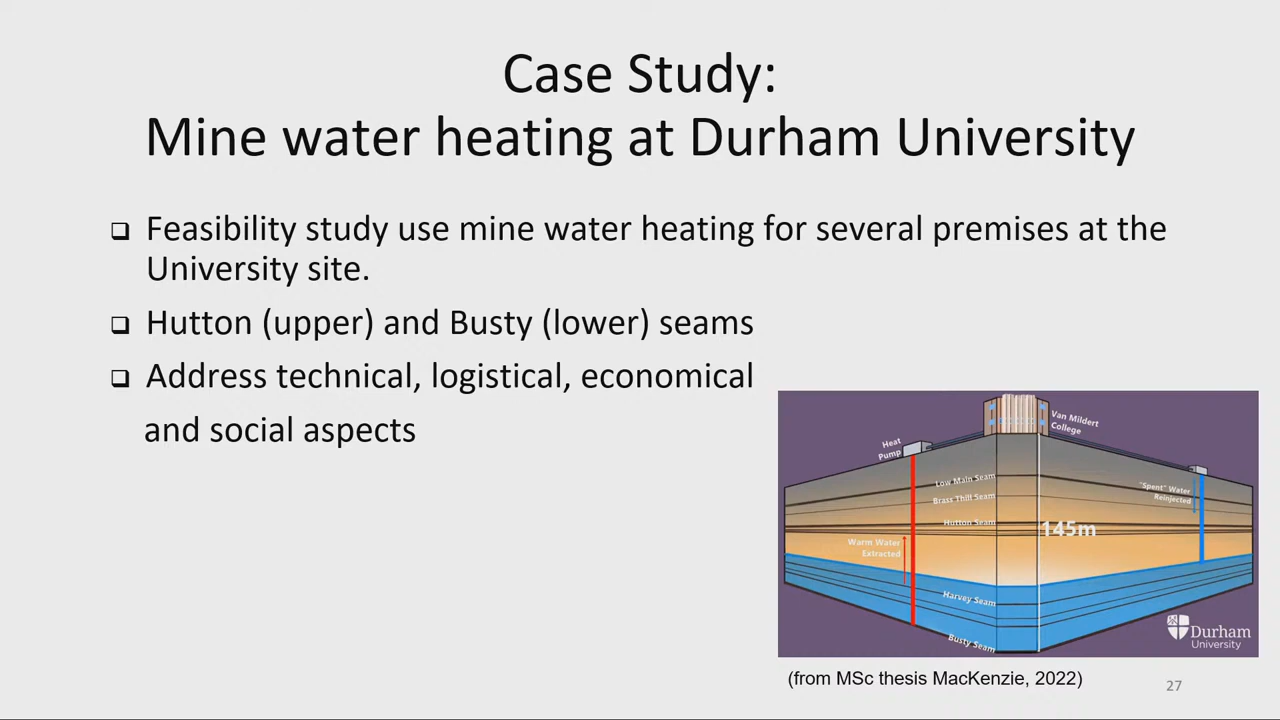 Case Study:
Mine water heating at Durham University
❑ Feasibility study use mine water heating for several premises at the
University site.
❑ Hutton (upper) and Busty (lower) seams
❑ Address technical, logistical, economical
and social aspects
Van Mildert
College
Heat
Pump
Low Main Seam
Brass Thill Seam
"Spent" Water
Reinjected
Hutton Seam
145m
Warm Water
Extracted
Harvey Seam
Busty Seam
Durham
University
(from MSc thesis MacKenzie, 2022)
27